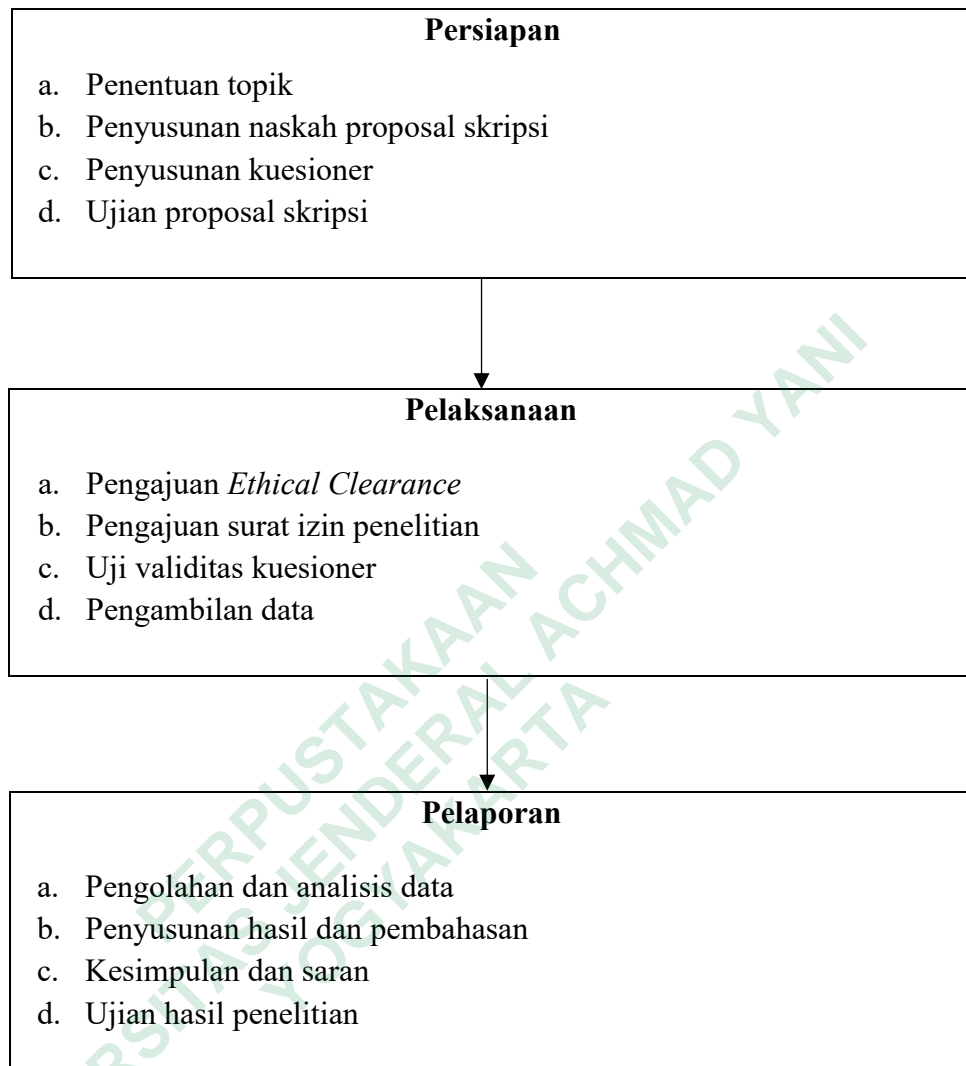 Persiapan
a. Penentuan topik
b. Penyusunan naskah proposal skripsi
c. Penyusunan kuesioner
d. Ujian proposal skripsi
Pelaksanaan
a. Pengajuan Ethical Clearance
b. Pengajuan surat izin penelitian
c. Uji validitas kuesioner
d. Pengambilan data
Pelaporan
a. Pengolahan dan analisis data
b. Penyusunan hasil dan pembahasan
c. Kesimpulan dan saran
d. Ujian hasil penelitian
PERPUSTAKAAN
RSITAS JENDERAL ACHMAD YANI
YOGYAKARTA